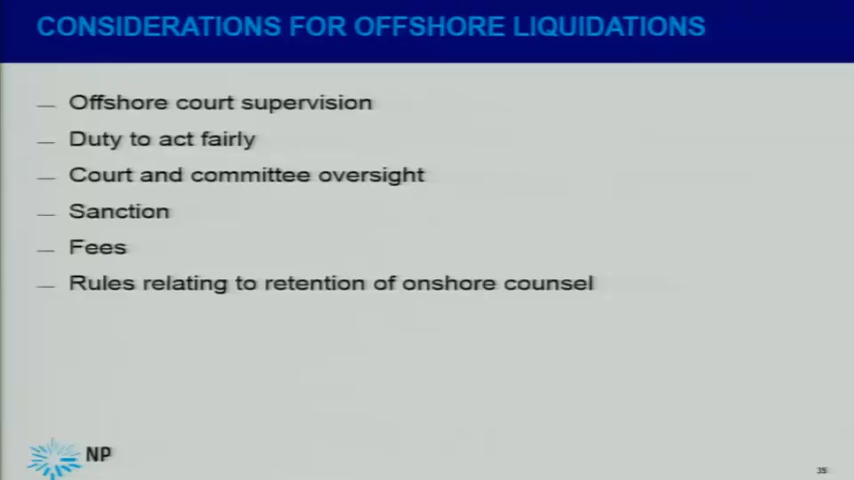 CONSIDERATIONS FOR OFFSHORE LIQUIDATIONS
— Offshore court supervision
— Duty to act fairly
— Court and committee oversight
— Sanction
— Fees
— Rules relating to retention of onshore counsel
NP
35